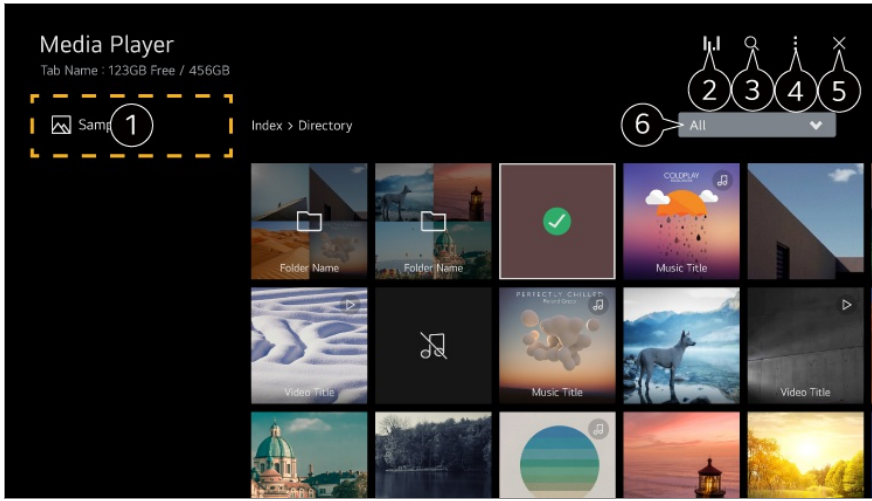 Media Player
Tab Name : 123GB Free / 456GB
2
3
4
5
1
Index > Directory
6
All
Folder Name
Folder Name
COLDPLAY
Music Title
Video Title
PERFECTLY CHILLED
Music Title
Video Title